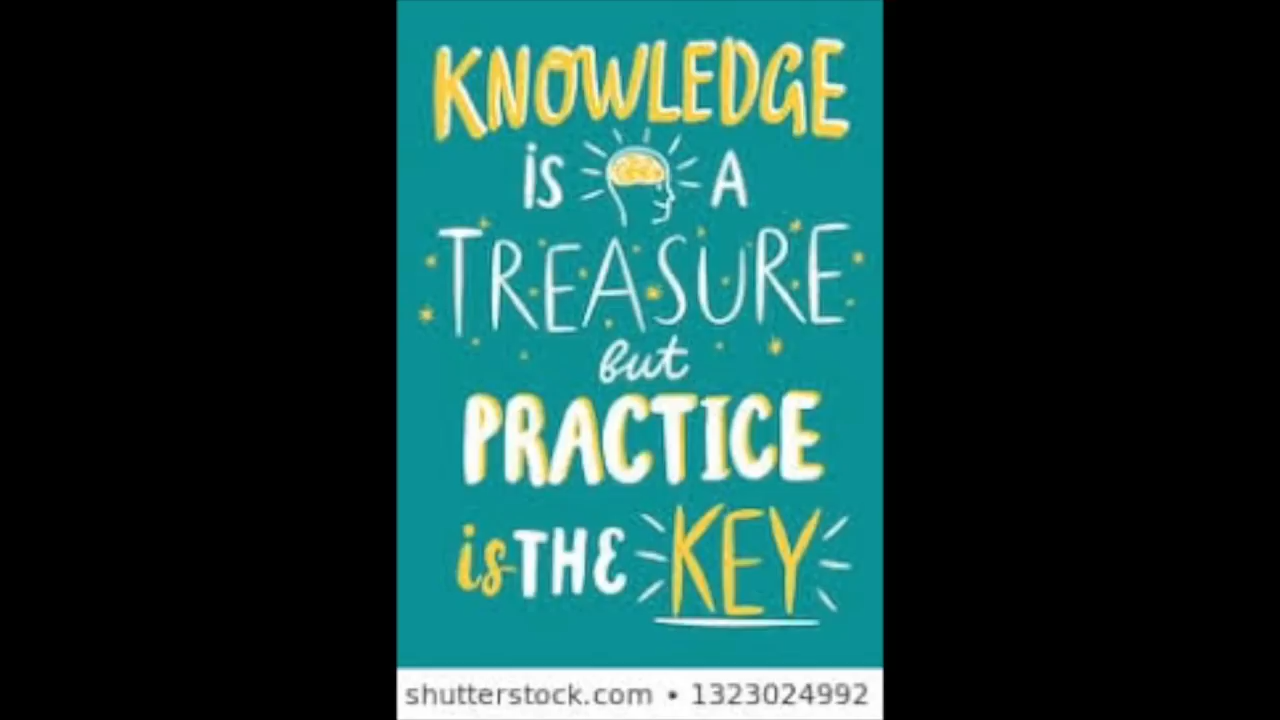 KNOWLEDGE
is A
TREASURE
but
PRACTICE
is THE KEY
shutterstock.com • 1323024992